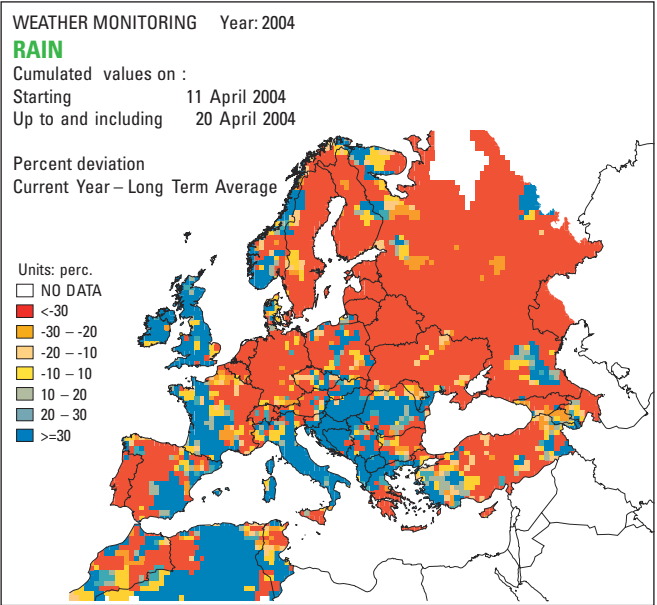 WEATHER MONITORING Year: 2004
RAIN
Cumulated values on :
Starting 11 April 2004
Up to and including 20 April 2004
Percent deviation
Current Year – Long Term Average
Units: perc.
NO DATA
<-30
-30 – -20
-20 – -10
-10 – 10
10 – 20
20 – 30
>=30